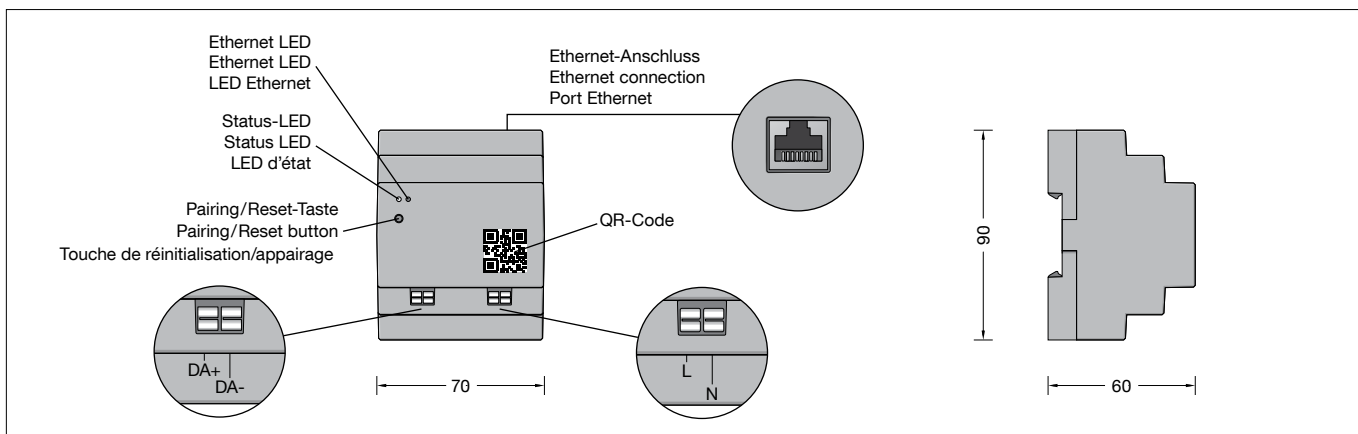 Ethernet LED
Ethernet LED
LED Ethernet
Status-LED
Status LED
LED d'état
Pairing/Reset-Taste
Pairing/Reset button
Touche de réinitialisation/appairage
Ethernet-Anschluss
Ethernet connection
Port Ethernet
QR-Code
DA+
DA-
L
N
70
90
60